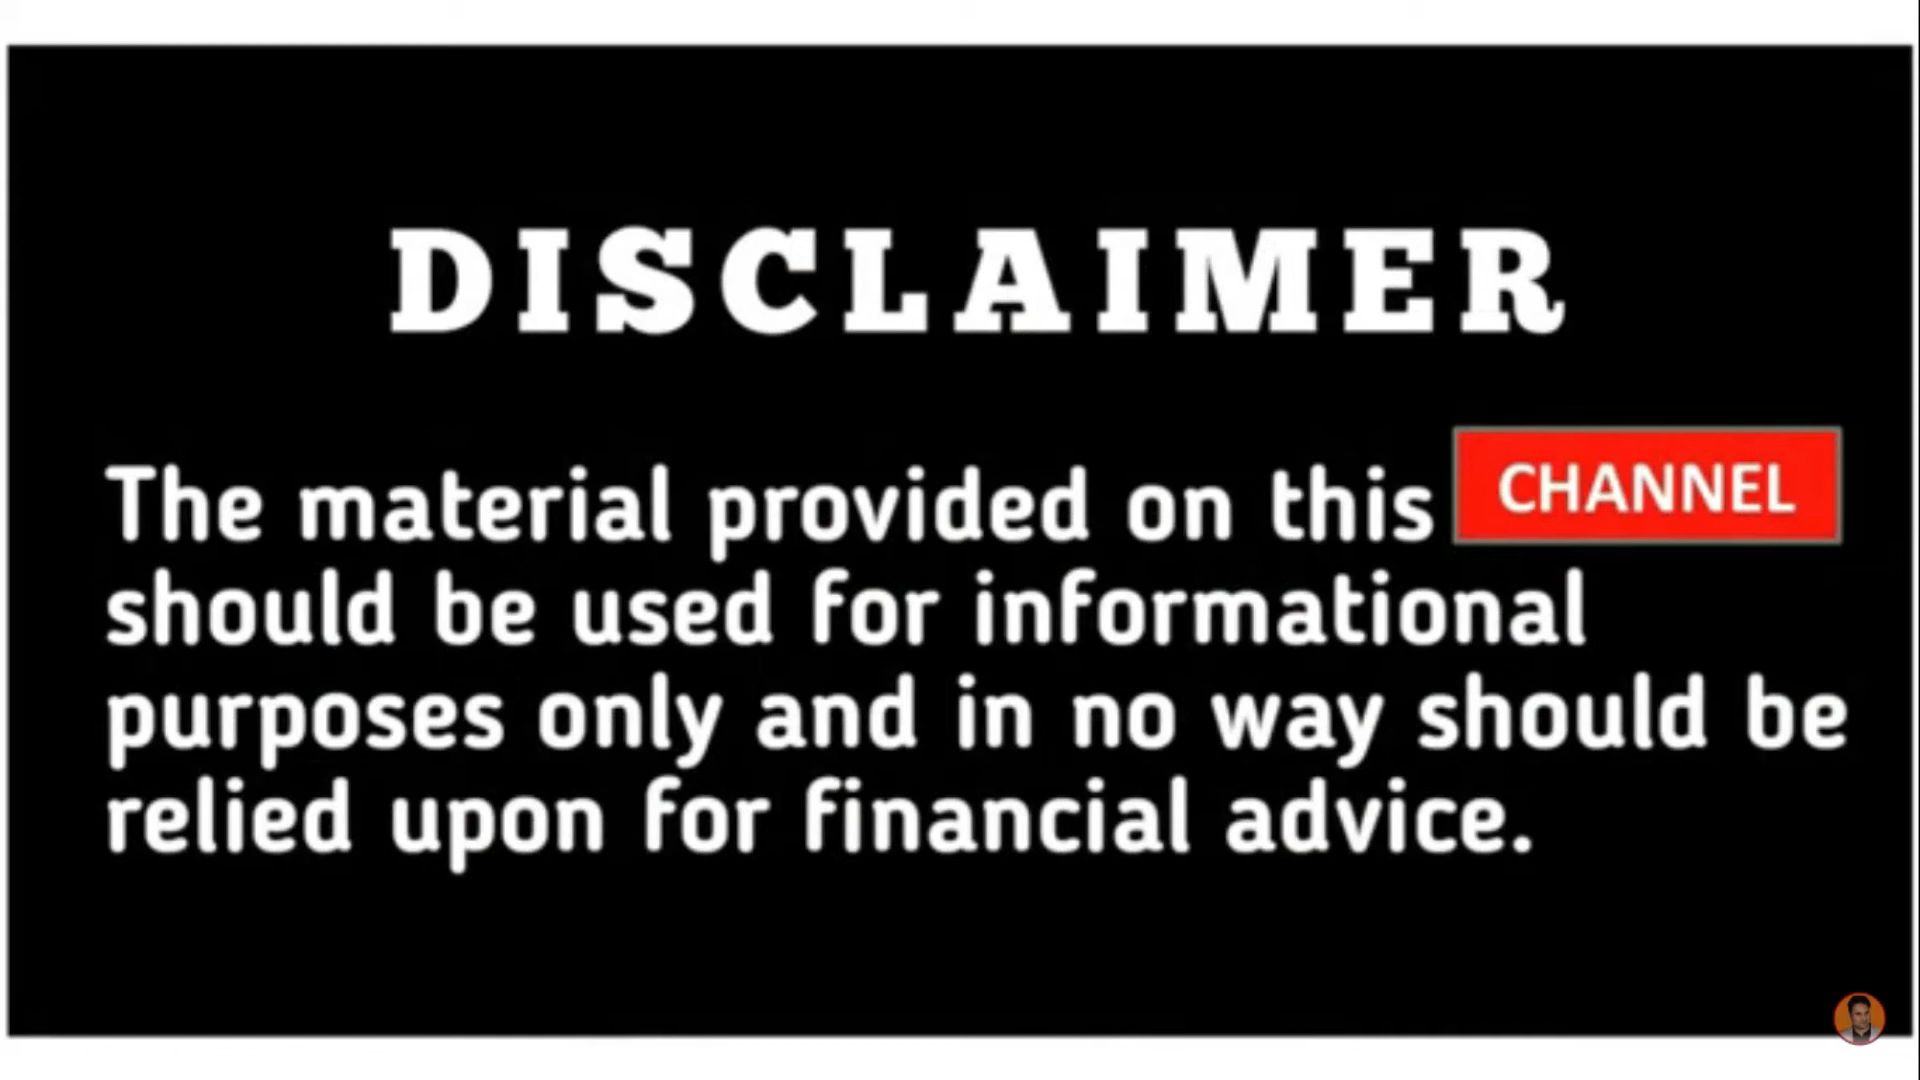 DISCLAIMER
The material provided on this CHANNEL
should be used for informational
purposes only and in no way should be
relied upon for financial advice.